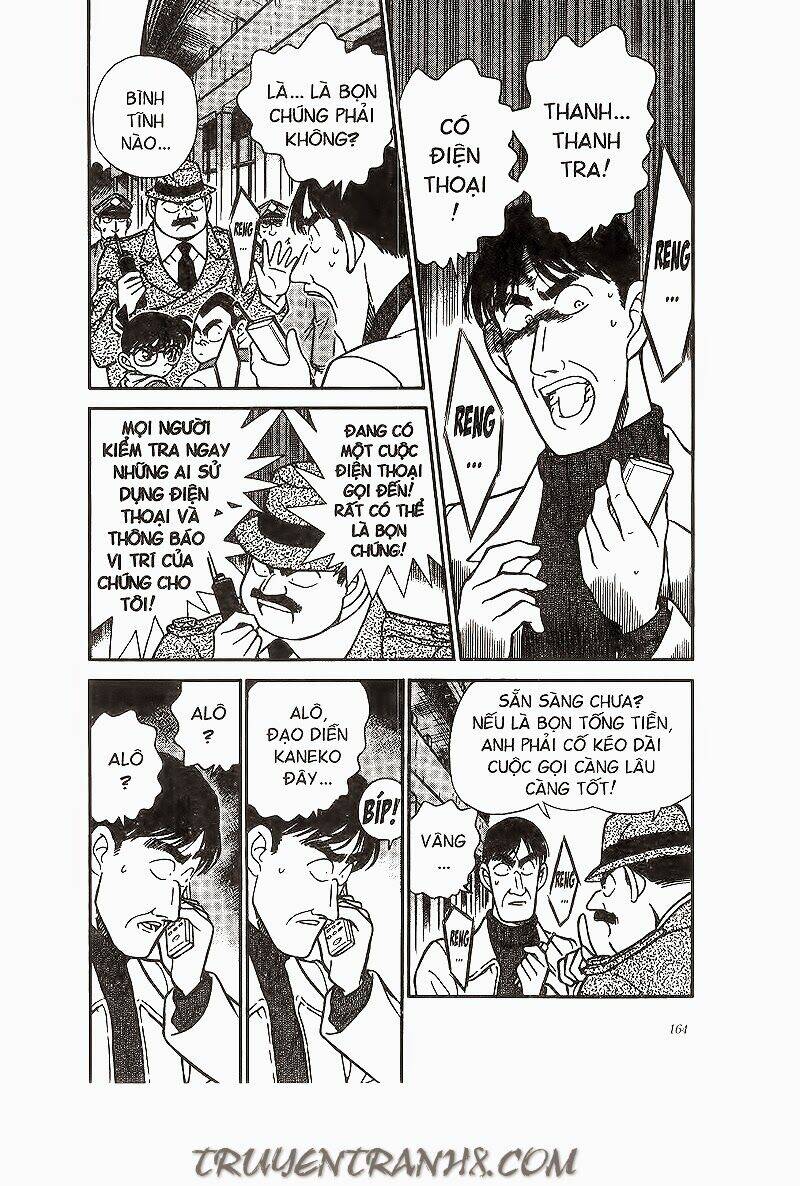 THANH...
THANH
TRA!
CÓ
ĐIỆN
THOẠI
!
RENG
...
RENG
...
LÀ... LÀ BỌN
CHÚNG PHẢI
KHÔNG?
BÌNH
TĨNH
NÀO...
RENG
...
ĐANG CÓ
MỘT CUỘC
ĐIỆN THOẠI
GỌI ĐẾN!
RẤT CÓ THỂ
LÀ BỌN
CHÚNG!
MỌI NGƯỜI
KIỂM TRA NGAY
NHỮNG AI SỬ
DỤNG ĐIỆN
THOẠI VÀ
THÔNG BÁO
VỊ TRÍ CỦA
CHÚNG CHO
TÔI!
SẴN SÀNG CHƯA?
NẾU LÀ BỌN TỐNG TIỀN,
ANH PHẢI CỐ KÉO DÀI
CUỘC GỌI CÀNG LÂU
CÀNG TỐT!
VÂNG
...
RENG
...
RENG
...
BÍP!
ALÔ,
ĐẠO DIỄN
KANEKO
ĐÂY...
ALÔ
?
ALÔ
?
164
TRUYENTRANH8.COM